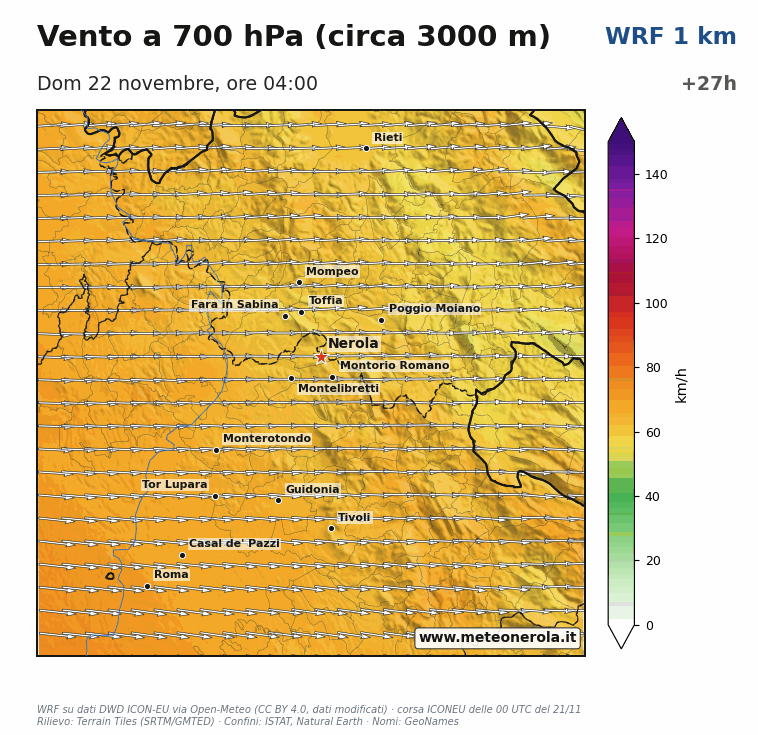 Vento a 700 hPa (circa 3000 m)
WRF 1 km
Dom 22 novembre, ore 04:00
+27h
Rieti
Mompeo
Fara in Sabina
Toffia
Poggio Moiano
Nerola
Montorio Romano
Montelibretti
Monterotondo
Tor Lupara
Guidonia
Tivoli
Casal de' Pazzi
Roma
www.meteonerola.it
140
120
100
80
60
40
20
0
km/h
WRF su dati DWD ICON-EU via Open-Meteo (CC BY 4.0, dati modificati) · corsa ICONEU delle 00 UTC del 21/11
Rilievo: Terrain Tiles (SRTM/GMTED) · Confini: ISTAT, Natural Earth · Nomi: GeoNames